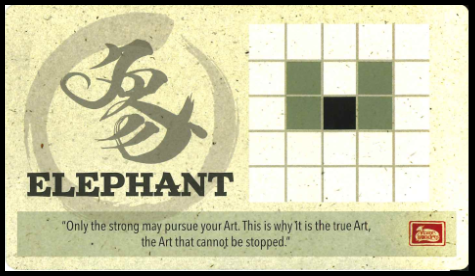 象
ELEPHANT
"Only the strong may pursue your Art. This is why It is the true Art,
the Art that cannot be stopped."